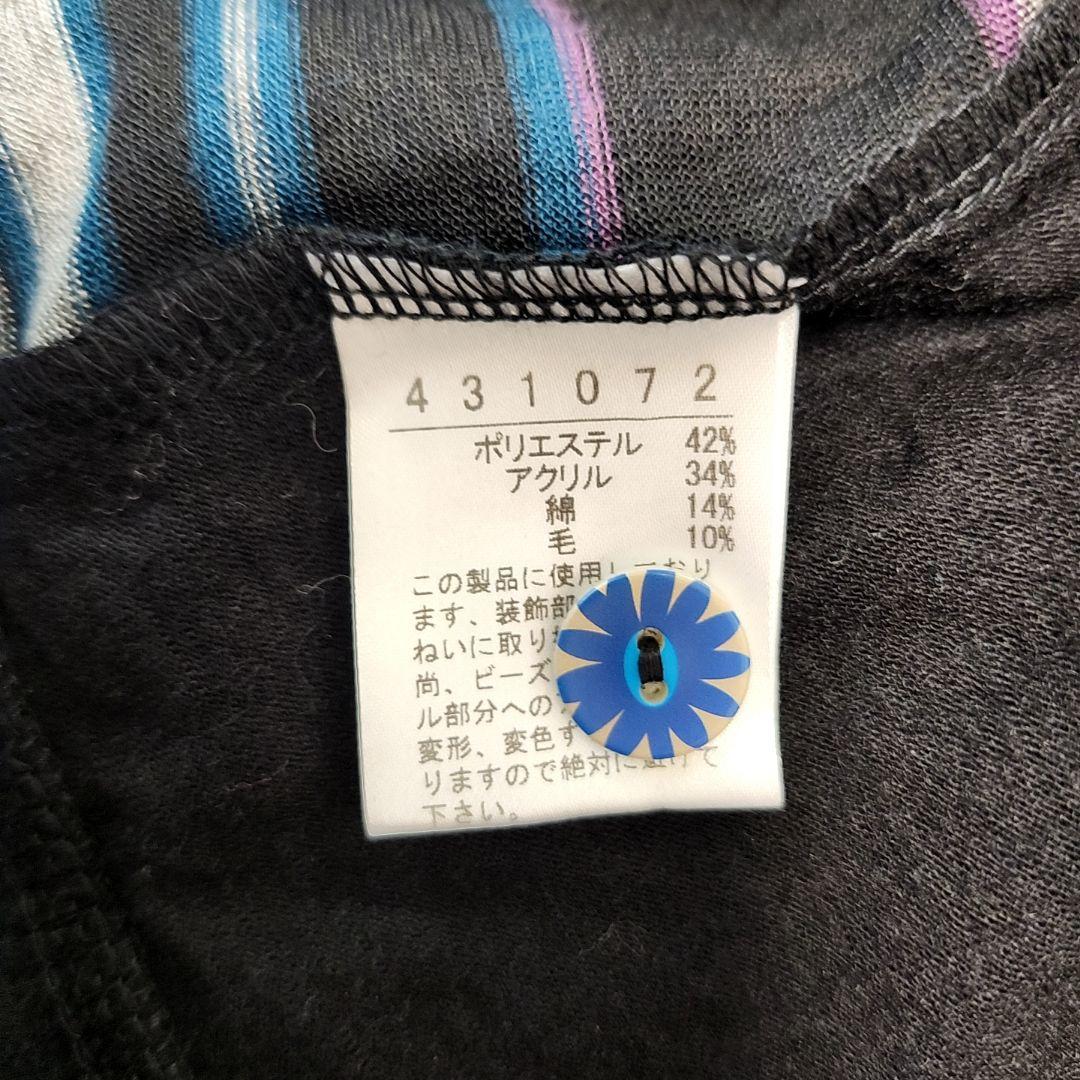 431072
ポリエステル 42%
アクリル 34%
綿 14%
毛 10%
この製品に使用しており
ます、装飾部
ねいに取り
尚、ビーズ
ル部分への
変形、変色す
りますので絶対に避けて
下さい。